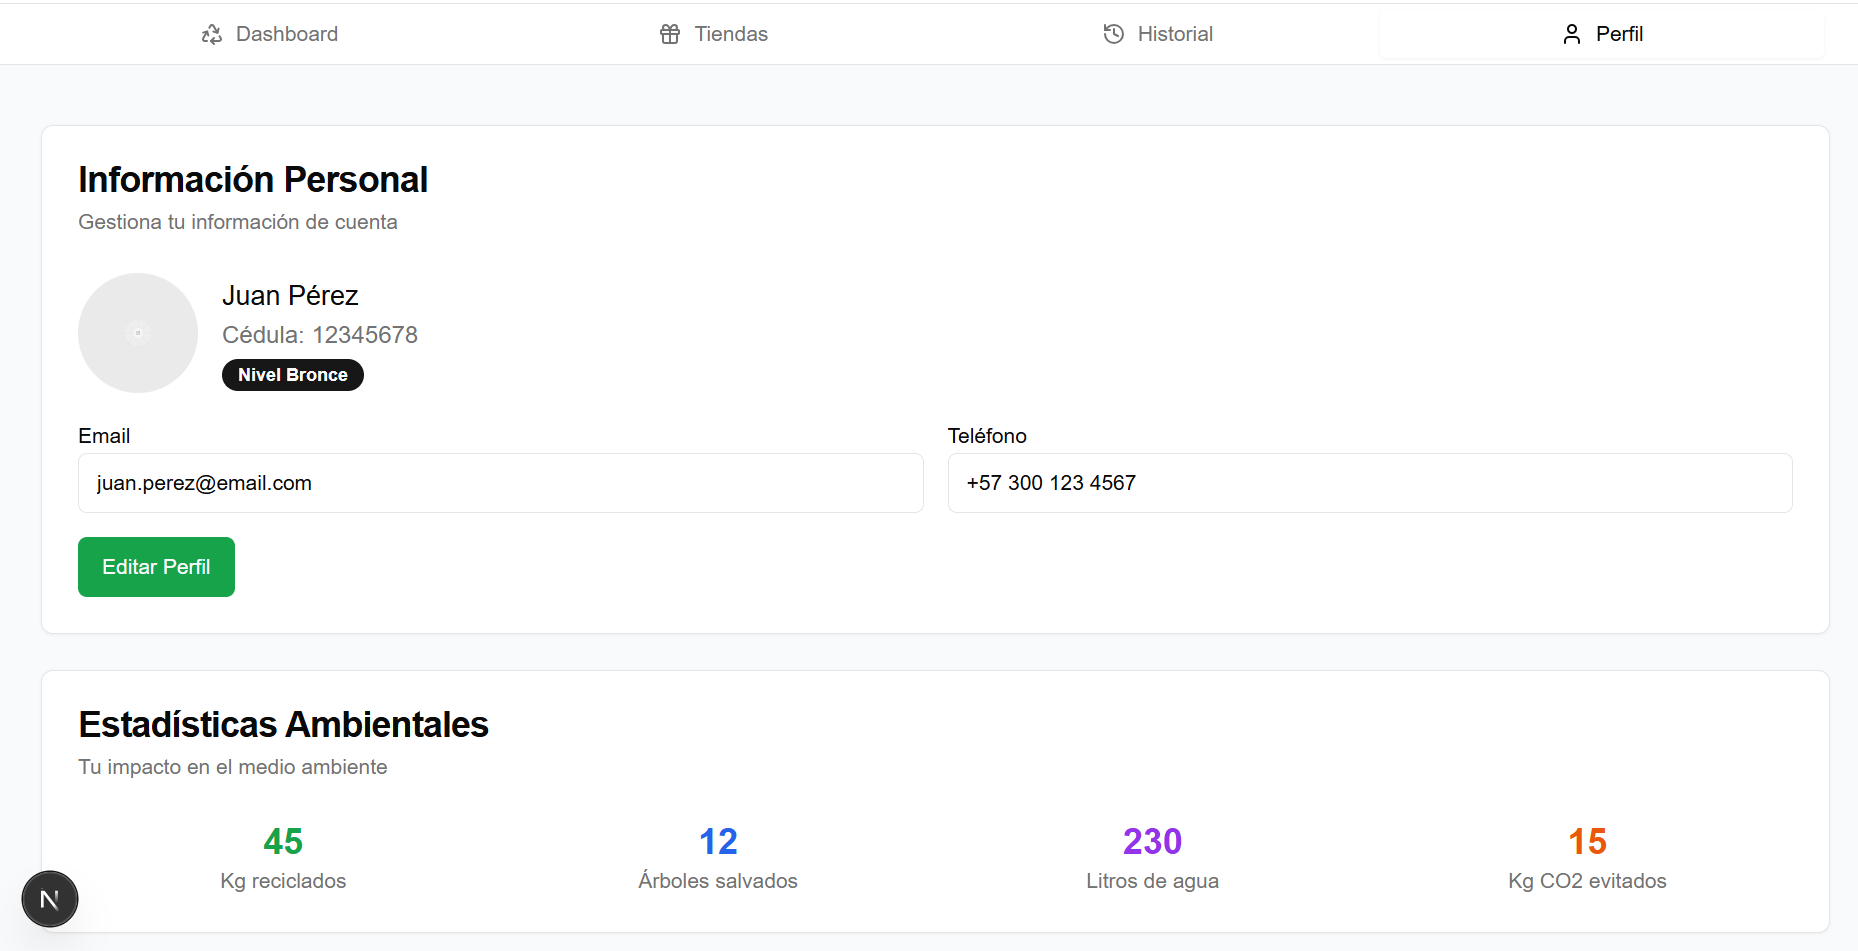 Dashboard
Tiendas
Historial
Perfil
Información Personal
Gestiona tu información de cuenta
Juan Pérez
Cédula: 12345678
Nivel Bronce
Email
Teléfono
juan.perez@email.com
+57 300 123 4567
Editar Perfil
Estadísticas Ambientales
Tu impacto en el medio ambiente
45
12
230
15
Kg reciclados
Árboles salvados
Litros de agua
Kg CO2 evitados
N